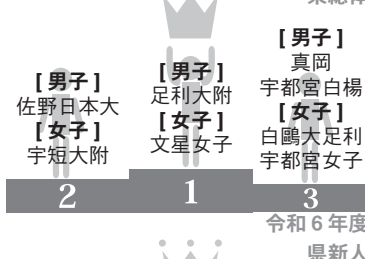 [ 男子 ]
佐野日本大
[ 女子 ]
宇短大附
2
[ 男子 ]
足利大附
[ 女子 ]
文星女子
1
[ 男子 ]
真岡
宇都宮白楊
[ 女子 ]
白鷗大足利
宇都宮女子
3
令和 6 年度
県新人